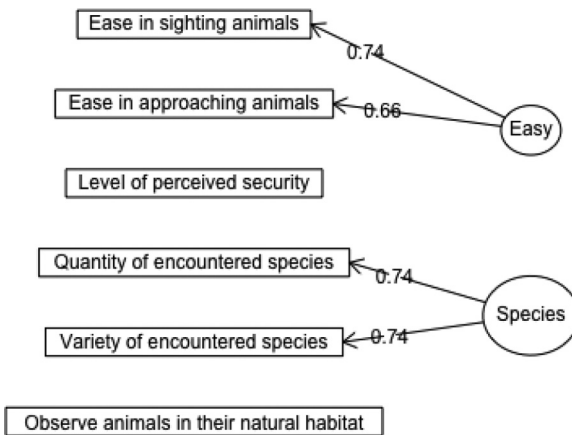 Ease in sighting animals
0.74
Ease in approaching animals
0.66
Easy
Level of perceived security
Quantity of encountered species
0.74
Species
Variety of encountered species
0.74
Observe animals in their natural habitat